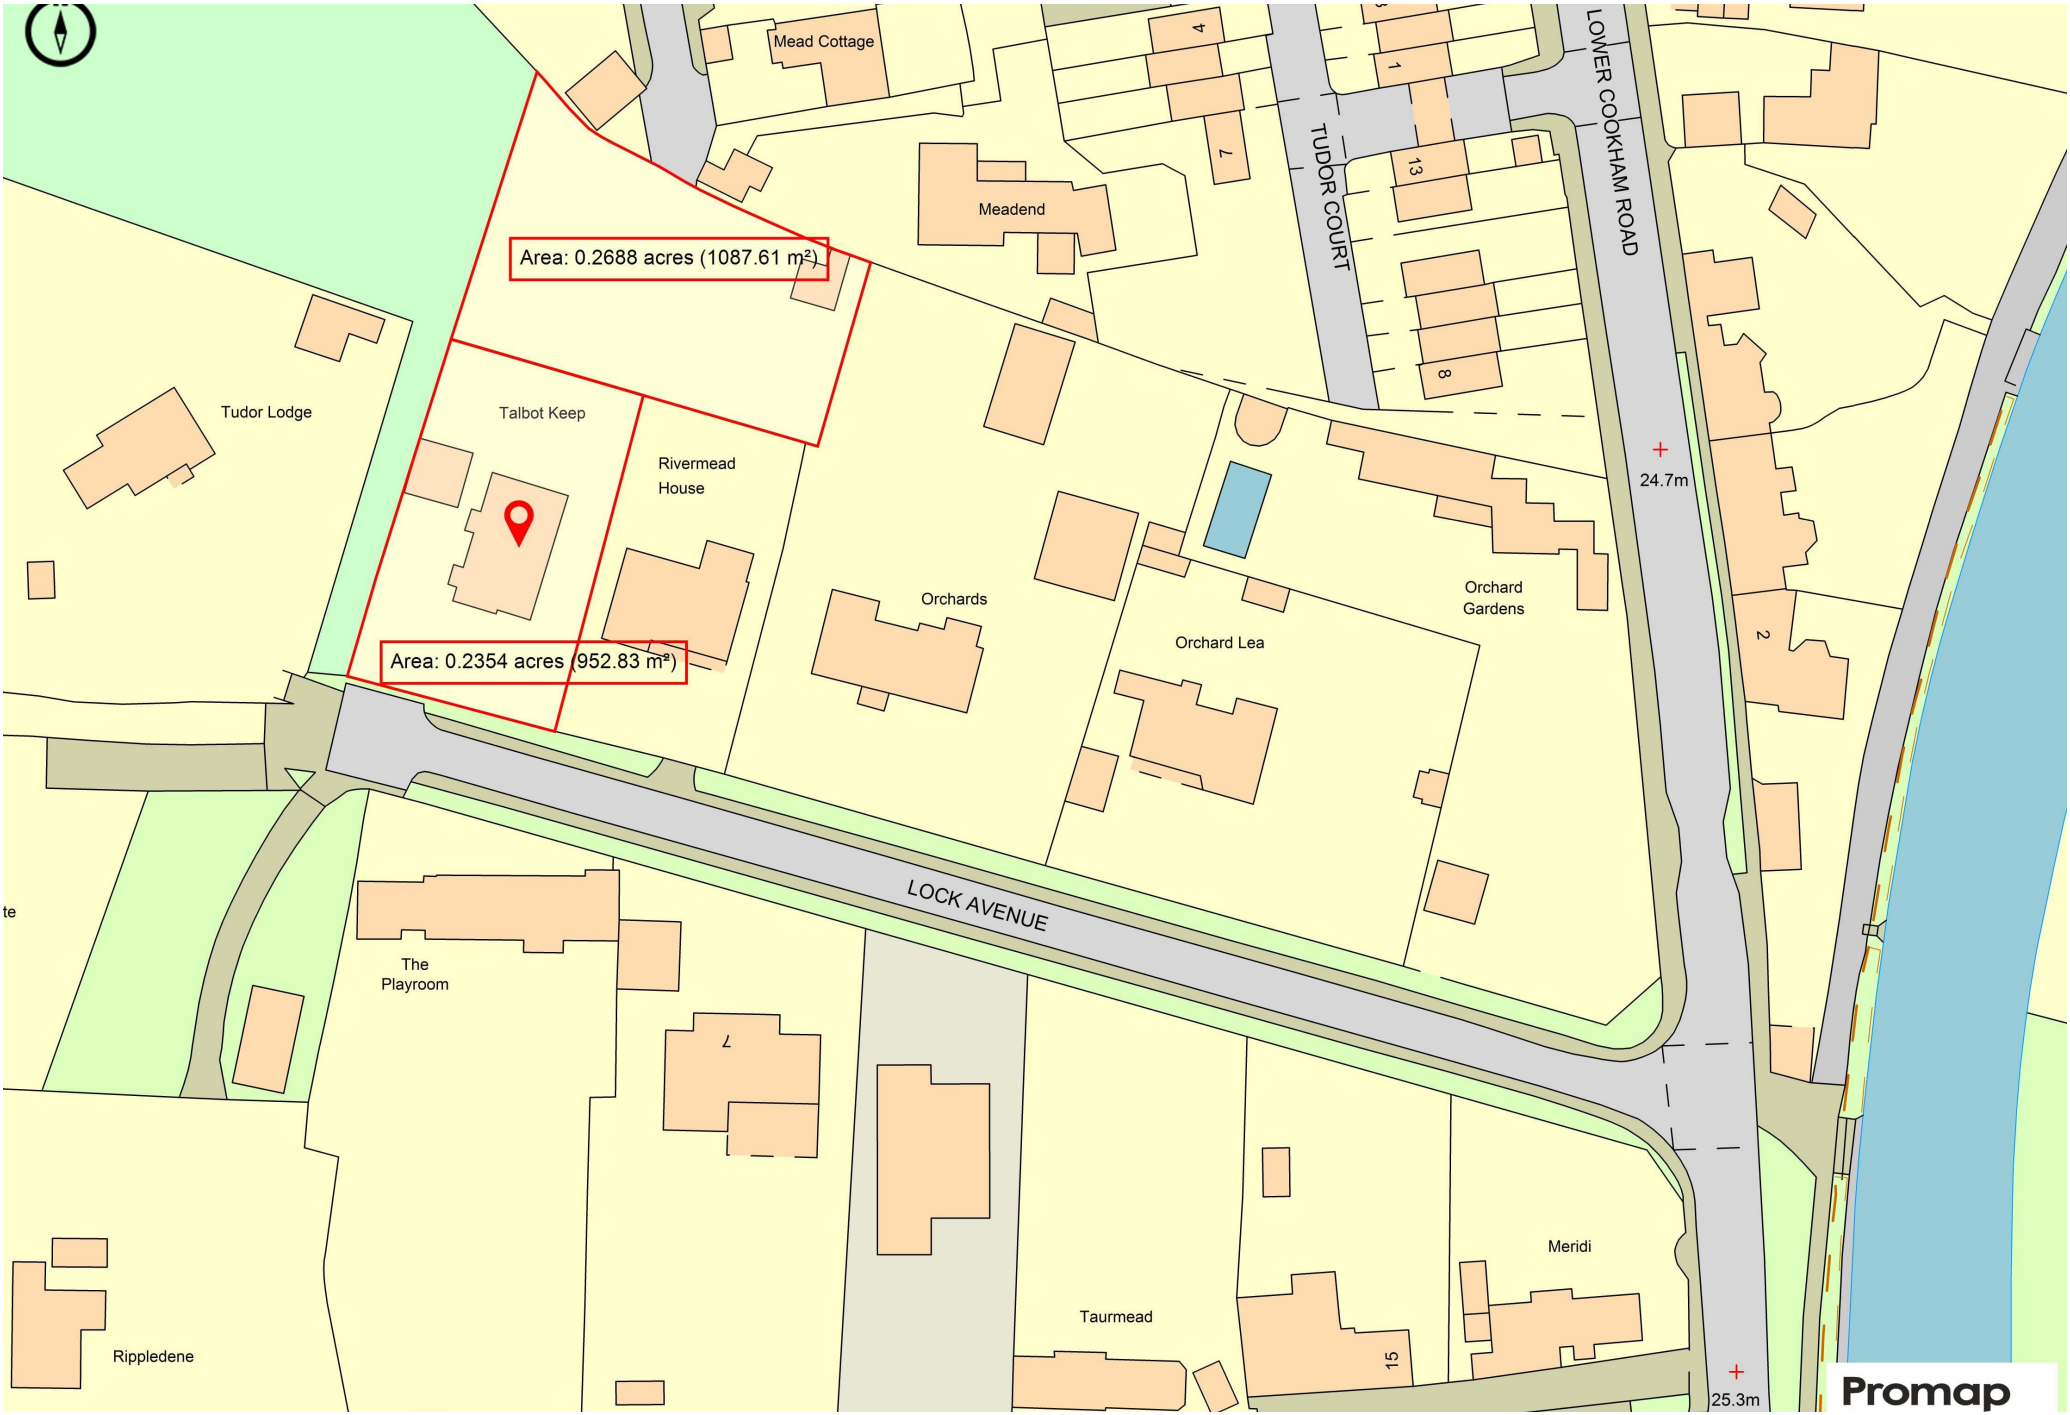 N
Mead Cottage
4
7
1
13
8
TUDOR COURT
LOWER COOKHAM ROAD
Meadend
Area: 0.2688 acres (1087.61 m²)
Tudor Lodge
Talbot Keep
Rivermead
House
24.7m
Orchards
Orchard
Gardens
Orchard Lea
2
Area: 0.2354 acres (952.83 m²)
LOCK AVENUE
te
The
Playroom
7
Meridi
Taurmead
15
Rippledene
25.3m
Promap